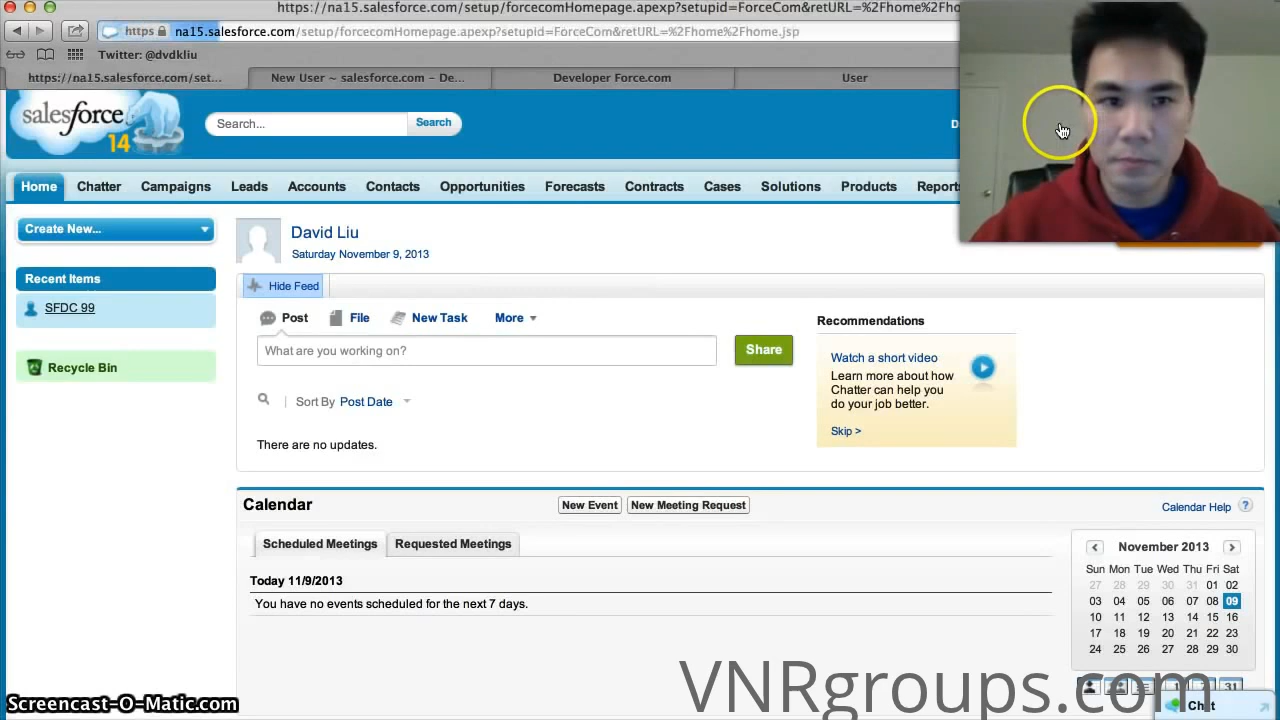 https://na15.salesforce.com/setup/forcecomHomepage.apexp?setupid=ForceCom&retURL=%2Fhome%2Fho
https na15.salesforce.com/setup/forcecomHomepage.apexp?setupid=ForceCom&retURL=%2Fhome%2Fhome.jsp
Twitter: @dvdkliu
https://na15.salesforce.com/set... New User ~ salesforce.com - De... Developer Force.com User
salesforce
14
Search... Search
Home Chatter Campaigns Leads Accounts Contacts Opportunities Forecasts Contracts Cases Solutions Products Reports
Create New...
Recent Items
SFDC 99
Recycle Bin
David Liu
Saturday November 9, 2013
Hide Feed
Post File New Task More
What are you working on? Share
Sort By Post Date
There are no updates.
Recommendations
Watch a short video
Learn more about how
Chatter can help you
do your job better.
Skip >
Calendar New Event New Meeting Request Calendar Help ?
Scheduled Meetings Requested Meetings
Today 11/9/2013
You have no events scheduled for the next 7 days.
November 2013
Sun Mon Tue Wed Thu Fri Sat
27 28 29 30 31 01 02
03 04 05 06 07 08 09
10 11 12 13 14 15 16
17 18 19 20 21 22 23
24 25 26 27 28 29 30
31
Chat
VNRgroups.com
Screencast-O-Matic.com